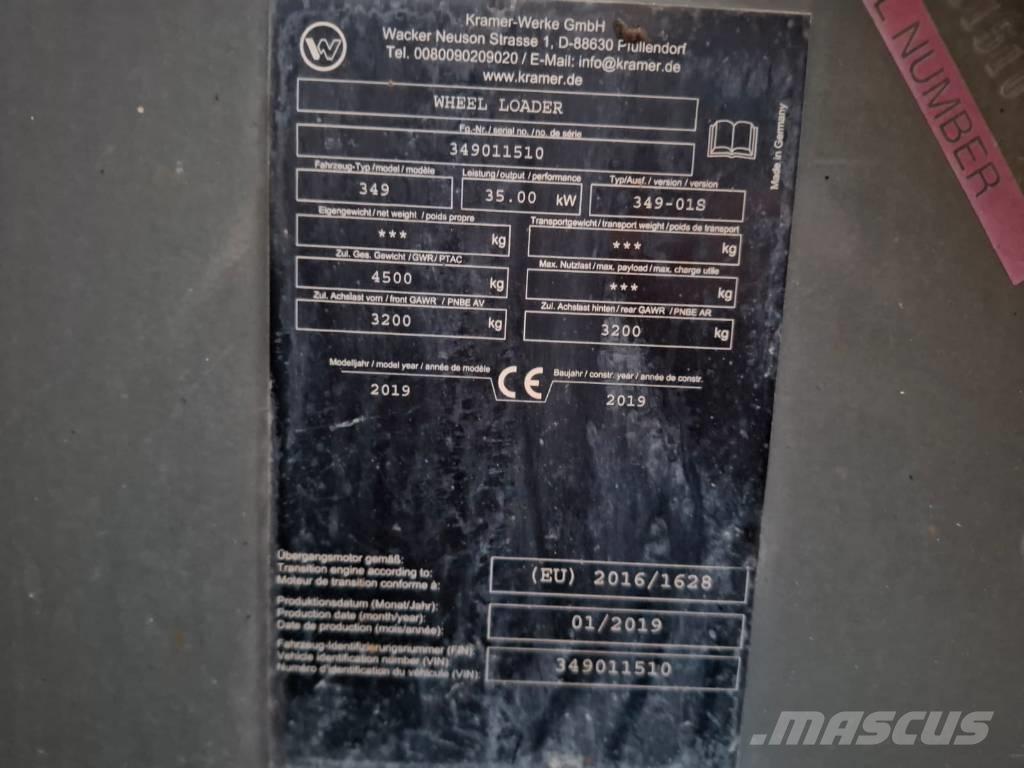 Kramer-Werke GmbH
Wacker Neuson Strasse 1, D-88630 Pfullendorf
Tel. 0080090209020 / E-Mail: info@kramer.de
www.kramer.de
WHEEL LOADER
Fg.-Nr. / serial no. / no. de série
349011510
Made in Germany
Fahrzeug-Typ / model / modèle
349
Leistung / output / performance
35.00 kW
Typ/Ausf. / version / version
349-01S
Eigengewicht / net weight / poids propre
*** kg
Transportgewicht / transport weight / poids de transport
*** kg
Zul. Ges. Gewicht / GWR / PTAC
4500 kg
Max. Nutzlast / max. payload / max. charge utile
*** kg
Zul. Achslast vorn / front GAWR / PNBE AV
3200 kg
Zul. Achslast hinten / rear GAWR / PNBE AR
3200 kg
Modelljahr / model year / année de modèle
2019
CE
Baujahr / constr. year / année de constr.
2019
Übergangsmotor gemäß:
Transition engine according to:
Moteur de transition conforme à:
(EU) 2016/1628
Produktionsdatum (Monat/Jahr):
Production date (month/year):
Date de production (mois/année):
01/2019
Fahrzeug-Identifizierungsnummer (FIN):
Vehicle identification number (VIN):
Numéro d'identification du véhicule (VIN):
349011510
L NUMBER
MASCUS